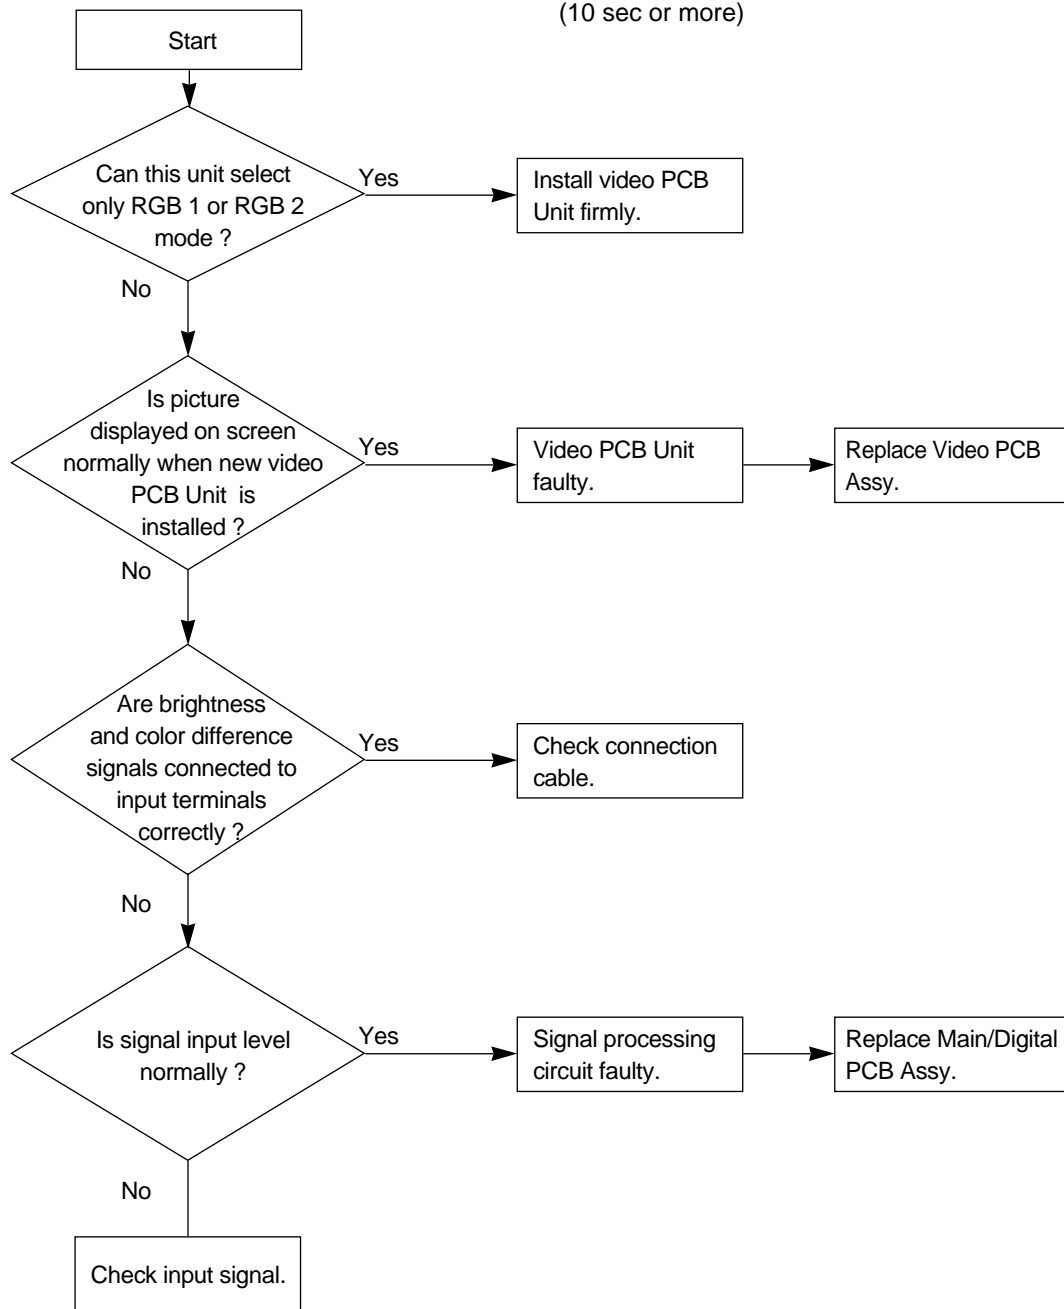 (10 sec or more)
Start
Can this unit select
only RGB 1 or RGB 2
mode ?
Yes
Install video PCB
Unit firmly.
No
Is picture
displayed on screen
normally when new video
PCB Unit is
installed ?
Yes
Video PCB Unit
faulty.
Replace Video PCB
Assy.
No
Are brightness
and color difference
signals connected to
input terminals
correctly ?
Yes
Check connection
cable.
No
Is signal input level
normally ?
Yes
Signal processing
circuit faulty.
Replace Main/Digital
PCB Assy.
No
Check input signal.